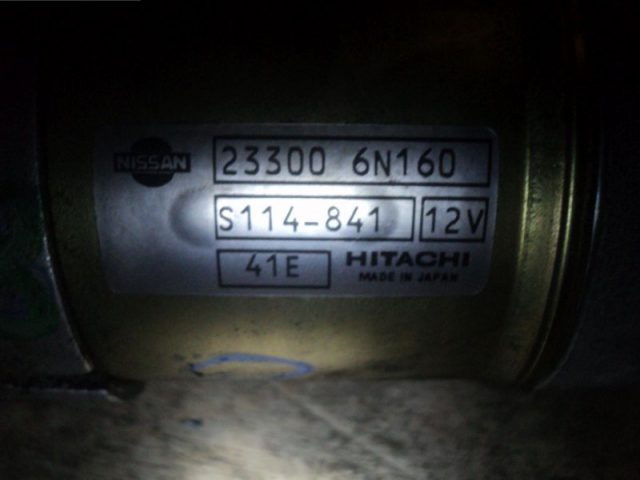 NISSAN 23300 6N160
S114-841 12V
41E HITACHI
MADE IN JAPAN